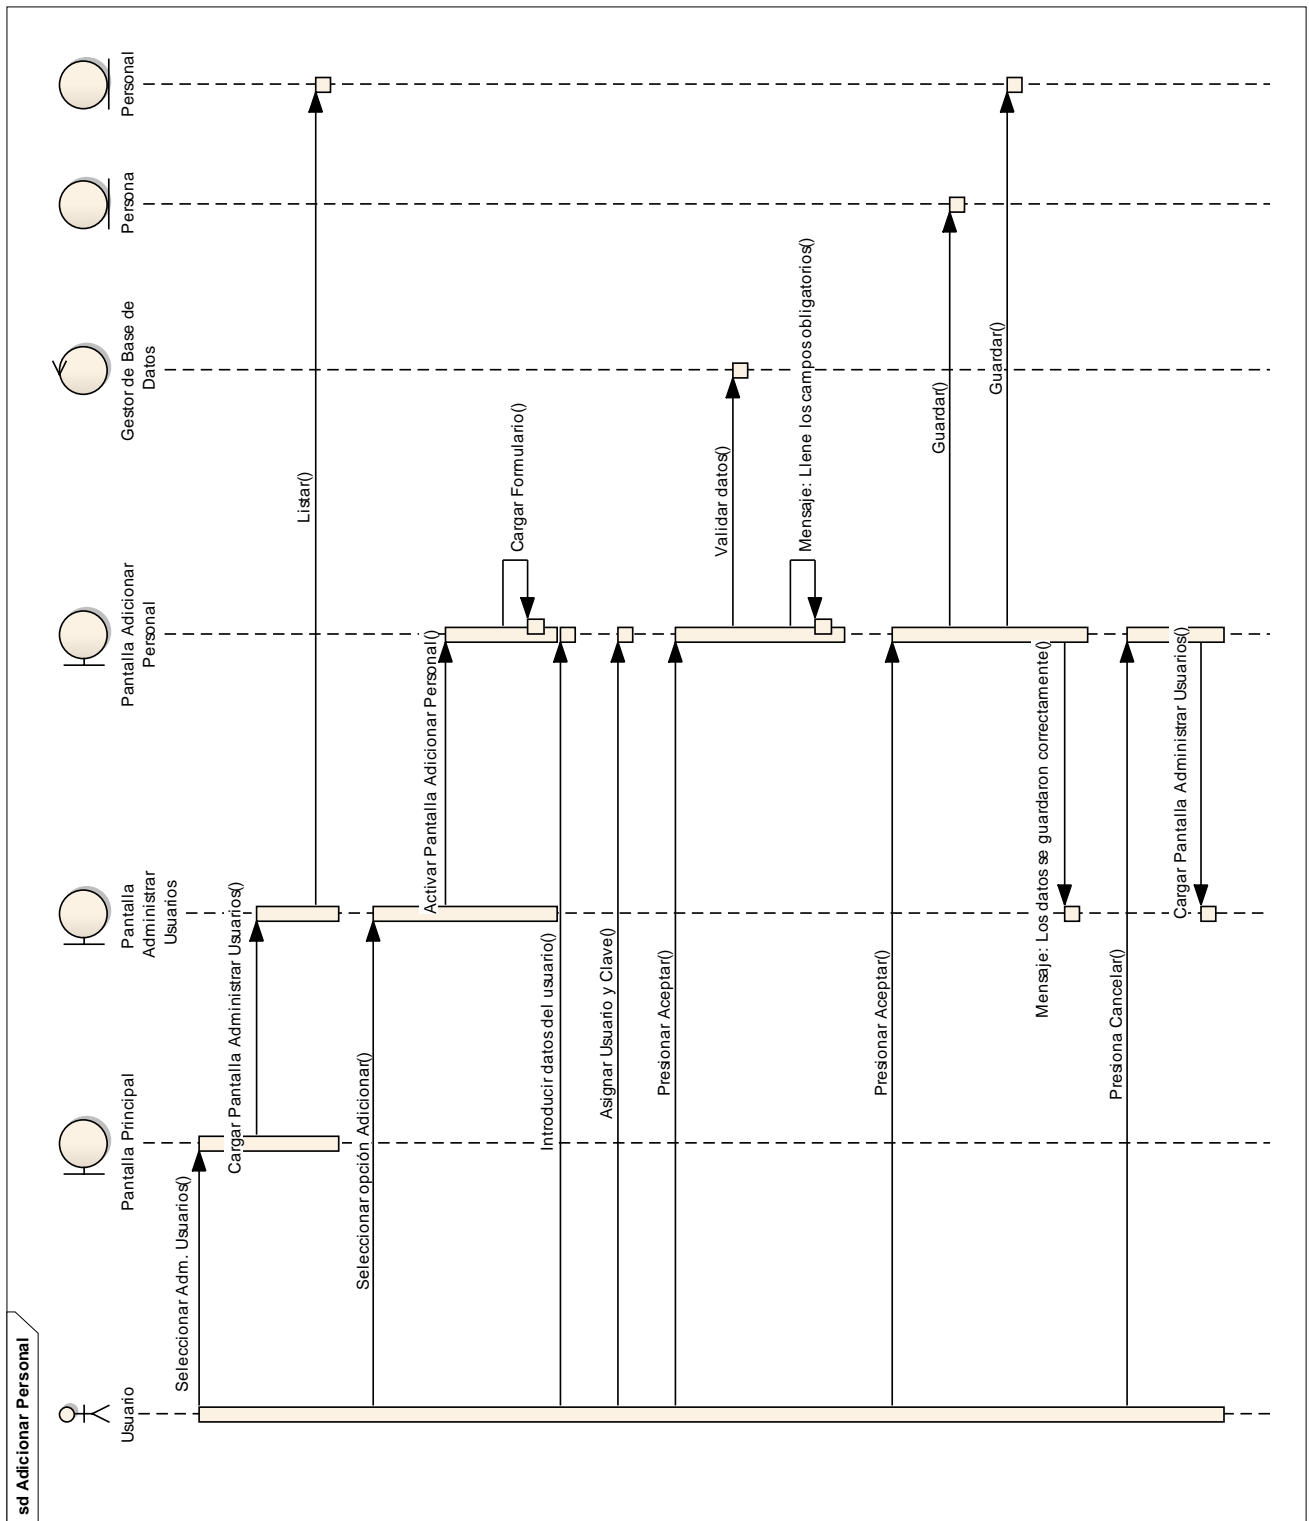 sd Adicionar Personal
Usuario
Pantalla Principal
Pantalla
Administrar
Usuarios
Pantalla Adicionar
Personal
Gestor de Base de
Datos
Persona
Personal
Seleccionar Adm. Usuarios()
Cargar Pantalla Administrar Usuarios()
Listar()
Seleccionar opción Adicionar()
Activar Pantalla Adicionar Personal()
Cargar Formulario()
Introducir datos del usuario()
Asignar Usuario y Clave()
Presionar Aceptar()
Validar datos()
Mensaje: Llene los campos obligatorios()
Presionar Aceptar()
Guardar()
Guardar()
Mensaje: Los datos se guardaron correctamente()
Presiona Cancelar()
Cargar Pantalla Administrar Usuarios()